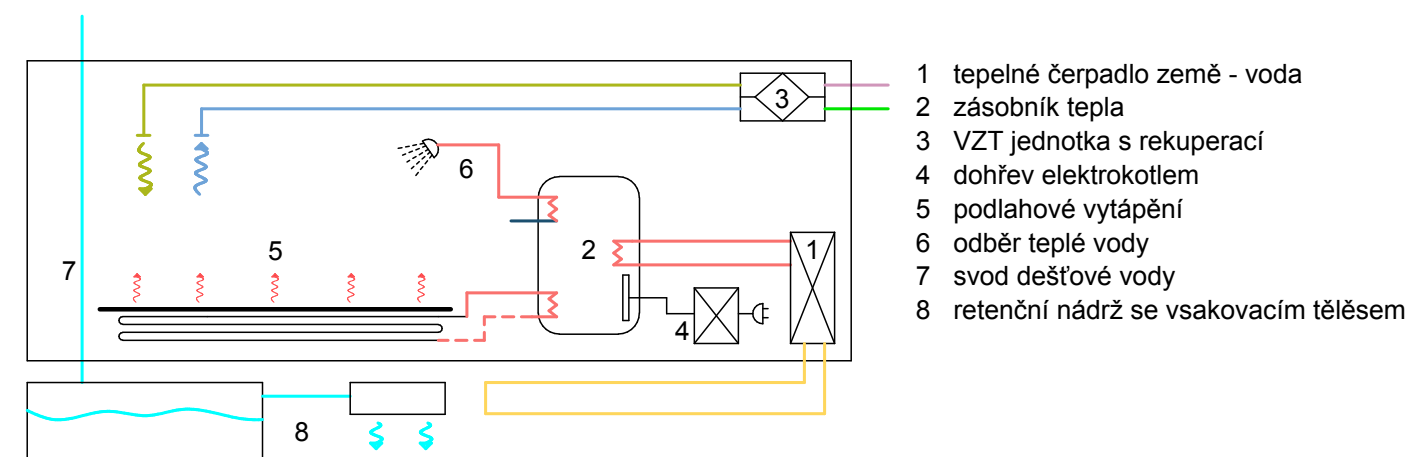 3
6
5
2
1
7
4
8
1 tepelné čerpadlo země - voda
2 zásobník tepla
3 VZT jednotka s rekuperací
4 dohřev elektrokotlem
5 podlahové vytápění
6 odběr teplé vody
7 svod dešťové vody
8 retenční nádrž se vsakovacím tělěsem